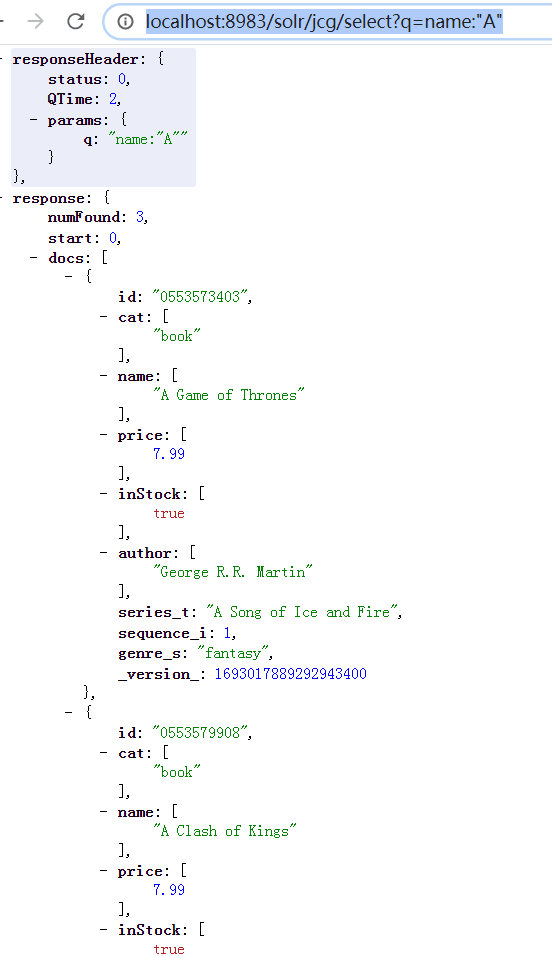 localhost:8983/solr/jcg/select?q=name:"A"
- responseHeader: {
status: 0,
QTime: 2,
- params: {
q: "name:"A""
}
},
- response: {
numFound: 3,
start: 0,
- docs: [
- {
id: "0553573403",
- cat: [
"book"
],
- name: [
"A Game of Thrones"
],
- price: [
7.99
],
- inStock: [
true
],
- author: [
"George R.R. Martin"
],
series_t: "A Song of Ice and Fire",
sequence_i: 1,
genre_s: "fantasy",
_version_: 1693017889292943400
},
- {
id: "0553579908",
- cat: [
"book"
],
- name: [
"A Clash of Kings"
],
- price: [
7.99
],
- inStock: [
true